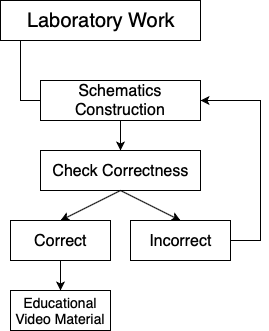 Laboratory Work
Schematics
Construction
Check Correctness
Correct
Incorrect
Educational
Video Material